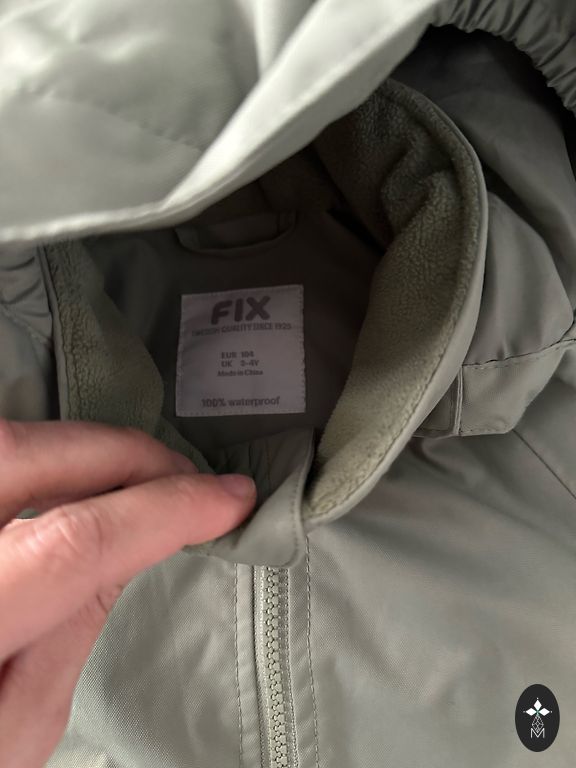 FIX
SWEDISH QUALITY SINCE 1925
EUR 104
UK 3-4Y
Made in China
100% waterproof
M